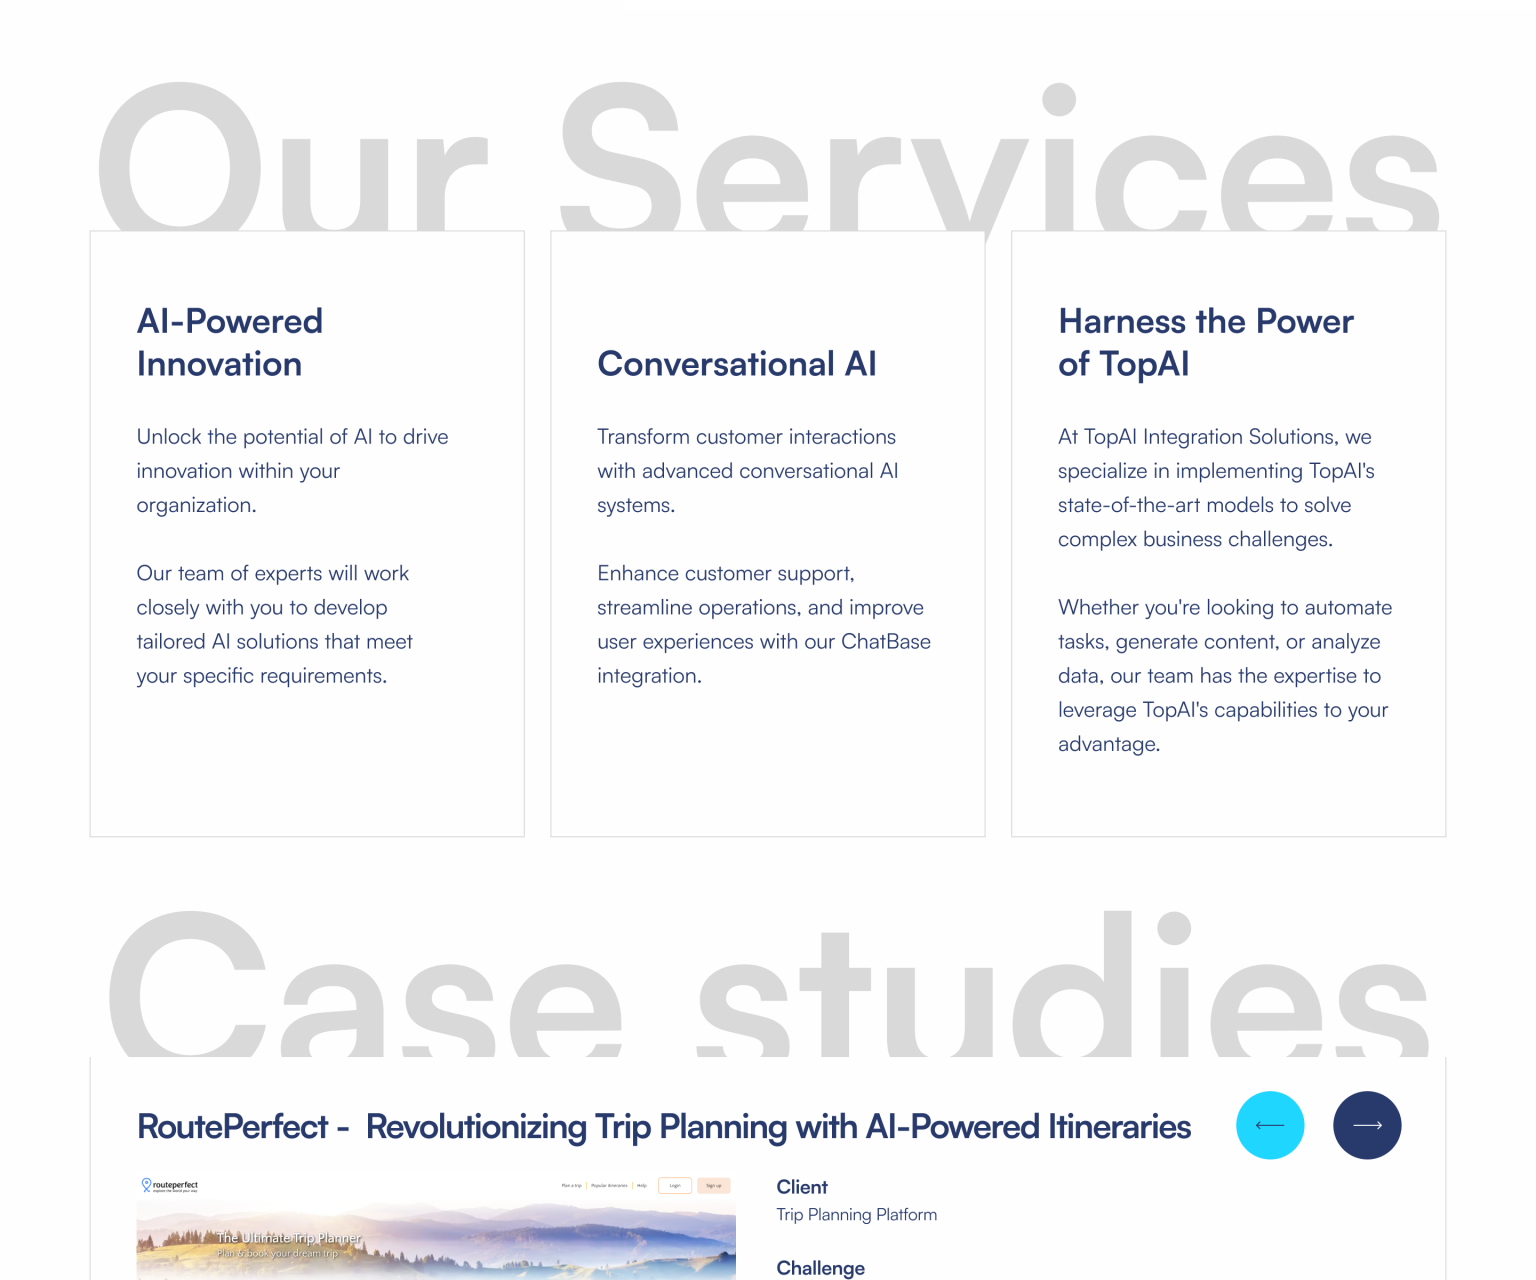 Our Services
AI-Powered
Innovation
Unlock the potential of AI to drive
innovation within your
organization.
Our team of experts will work
closely with you to develop
tailored AI solutions that meet
your specific requirements.
Conversational AI
Transform customer interactions
with advanced conversational AI
systems.
Enhance customer support,
streamline operations, and improve
user experiences with our ChatBase
integration.
Harness the Power
of TopAI
At TopAI Integration Solutions, we
specialize in implementing TopAI's
state-of-the-art models to solve
complex business challenges.
Whether you're looking to automate
tasks, generate content, or analyze
data, our team has the expertise to
leverage TopAI's capabilities to your
advantage.
Case studies
RoutePerfect -  Revolutionizing Trip Planning with AI-Powered Itineraries
routeperfect
explore the world your way
Plan a trip
Popular itineraries
Help
Login
Sign up
The Ultimate Trip Planner
Plan & book your dream trip
Client
Trip Planning Platform
Challenge